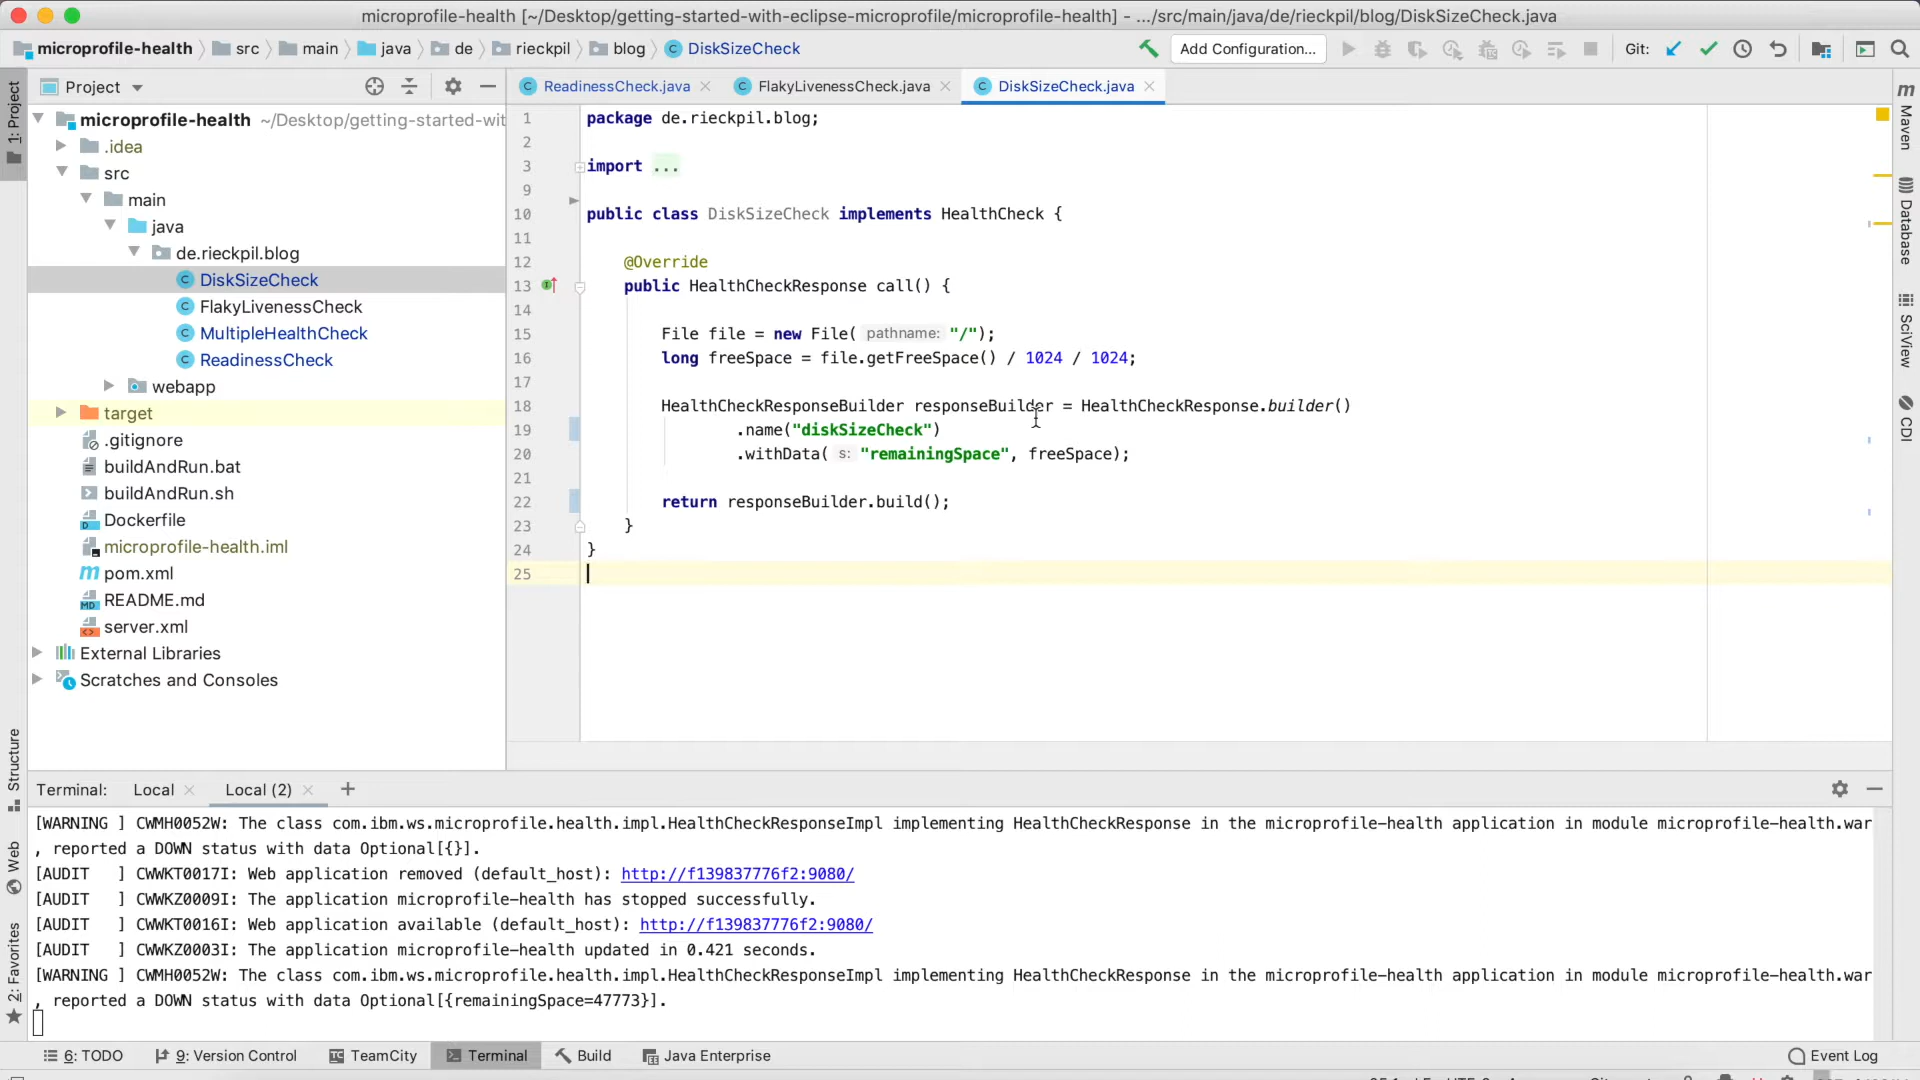 microprofile-health [~/Desktop/getting-started-with-eclipse-microprofile/microprofile-health] - .../src/main/java/de/rieckpil/blog/DiskSizeCheck.java
microprofile-health src main java de rieckpil blog DiskSizeCheck Add Configuration... Git:
Project
ReadinessCheck.java FlakyLivenessCheck.java DiskSizeCheck.java
1: Project
microprofile-health ~/Desktop/getting-started-wit
.idea
src
main
java
de.rieckpil.blog
DiskSizeCheck
FlakyLivenessCheck
MultipleHealthCheck
ReadinessCheck
webapp
target
.gitignore
buildAndRun.bat
buildAndRun.sh
Dockerfile
microprofile-health.iml
pom.xml
README.md
server.xml
External Libraries
Scratches and Consoles
1 package de.rieckpil.blog;
2
3 import ...
9
10 public class DiskSizeCheck implements HealthCheck {
11
12 @Override
13 public HealthCheckResponse call() {
14
15 File file = new File( pathname: "/");
16 long freeSpace = file.getFreeSpace() / 1024 / 1024;
17
18 HealthCheckResponseBuilder responseBuilder = HealthCheckResponse.builder()
19 .name("diskSizeCheck")
20 .withData( s: "remainingSpace", freeSpace);
21
22 return responseBuilder.build();
23 }
24 }
25
Maven
Database
SciView
CDI
Structure
Web
2: Favorites
Terminal: Local Local (2)
[WARNING ] CWMH0052W: The class com.ibm.ws.microprofile.health.impl.HealthCheckResponseImpl implementing HealthCheckResponse in the microprofile-health application in module microprofile-health.war
, reported a DOWN status with data Optional[{}].
[AUDIT ] CWWKT0017I: Web application removed (default_host): http://f139837776f2:9080/
[AUDIT ] CWWKZ0009I: The application microprofile-health has stopped successfully.
[AUDIT ] CWWKT0016I: Web application available (default_host): http://f139837776f2:9080/
[AUDIT ] CWWKZ0003I: The application microprofile-health updated in 0.421 seconds.
[WARNING ] CWMH0052W: The class com.ibm.ws.microprofile.health.impl.HealthCheckResponseImpl implementing HealthCheckResponse in the microprofile-health application in module microprofile-health.war
, reported a DOWN status with data Optional[{remainingSpace=47773}].
6: TODO 9: Version Control TeamCity Terminal Build Java Enterprise Event Log